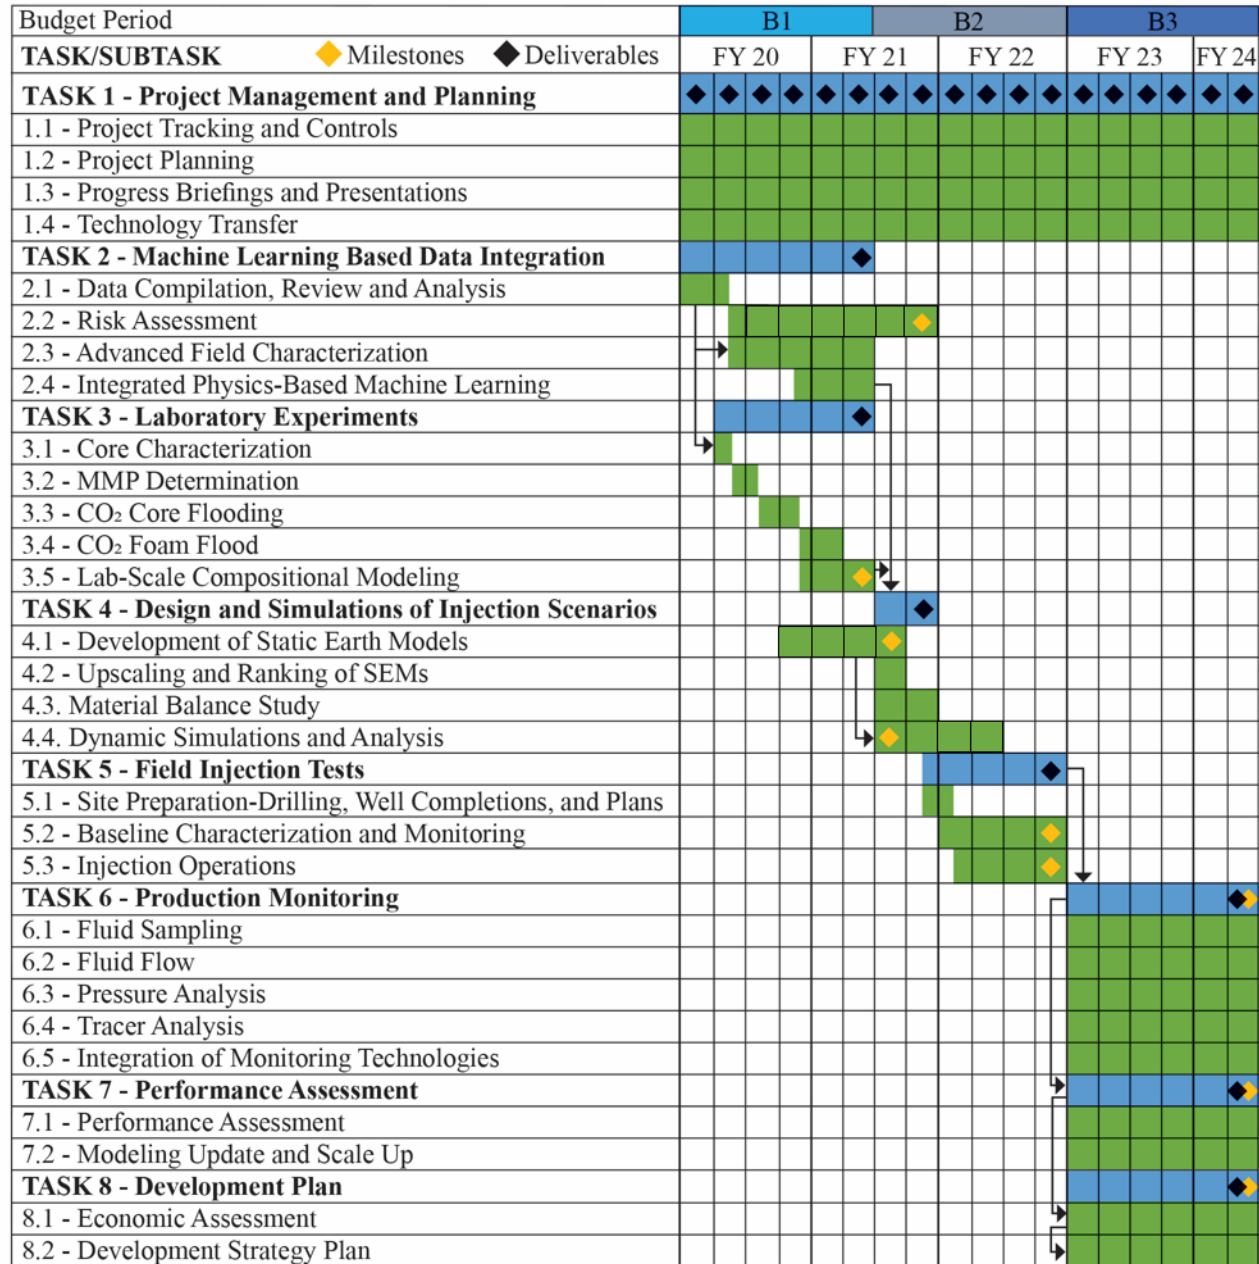 Budget Period B1 B2 B3
TASK/SUBTASK Milestones Deliverables FY 20 FY 21 FY 22 FY 23 FY 24
TASK 1 - Project Management and Planning
1.1 - Project Tracking and Controls
1.2 - Project Planning
1.3 - Progress Briefings and Presentations
1.4 - Technology Transfer
TASK 2 - Machine Learning Based Data Integration
2.1 - Data Compilation, Review and Analysis
2.2 - Risk Assessment
2.3 - Advanced Field Characterization
2.4 - Integrated Physics-Based Machine Learning
TASK 3 - Laboratory Experiments
3.1 - Core Characterization
3.2 - MMP Determination
3.3 - CO₂ Core Flooding
3.4 - CO₂ Foam Flood
3.5 - Lab-Scale Compositional Modeling
TASK 4 - Design and Simulations of Injection Scenarios
4.1 - Development of Static Earth Models
4.2 - Upscaling and Ranking of SEMs
4.3. Material Balance Study
4.4. Dynamic Simulations and Analysis
TASK 5 - Field Injection Tests
5.1 - Site Preparation-Drilling, Well Completions, and Plans
5.2 - Baseline Characterization and Monitoring
5.3 - Injection Operations
TASK 6 - Production Monitoring
6.1 - Fluid Sampling
6.2 - Fluid Flow
6.3 - Pressure Analysis
6.4 - Tracer Analysis
6.5 - Integration of Monitoring Technologies
TASK 7 - Performance Assessment
7.1 - Performance Assessment
7.2 - Modeling Update and Scale Up
TASK 8 - Development Plan
8.1 - Economic Assessment
8.2 - Development Strategy Plan